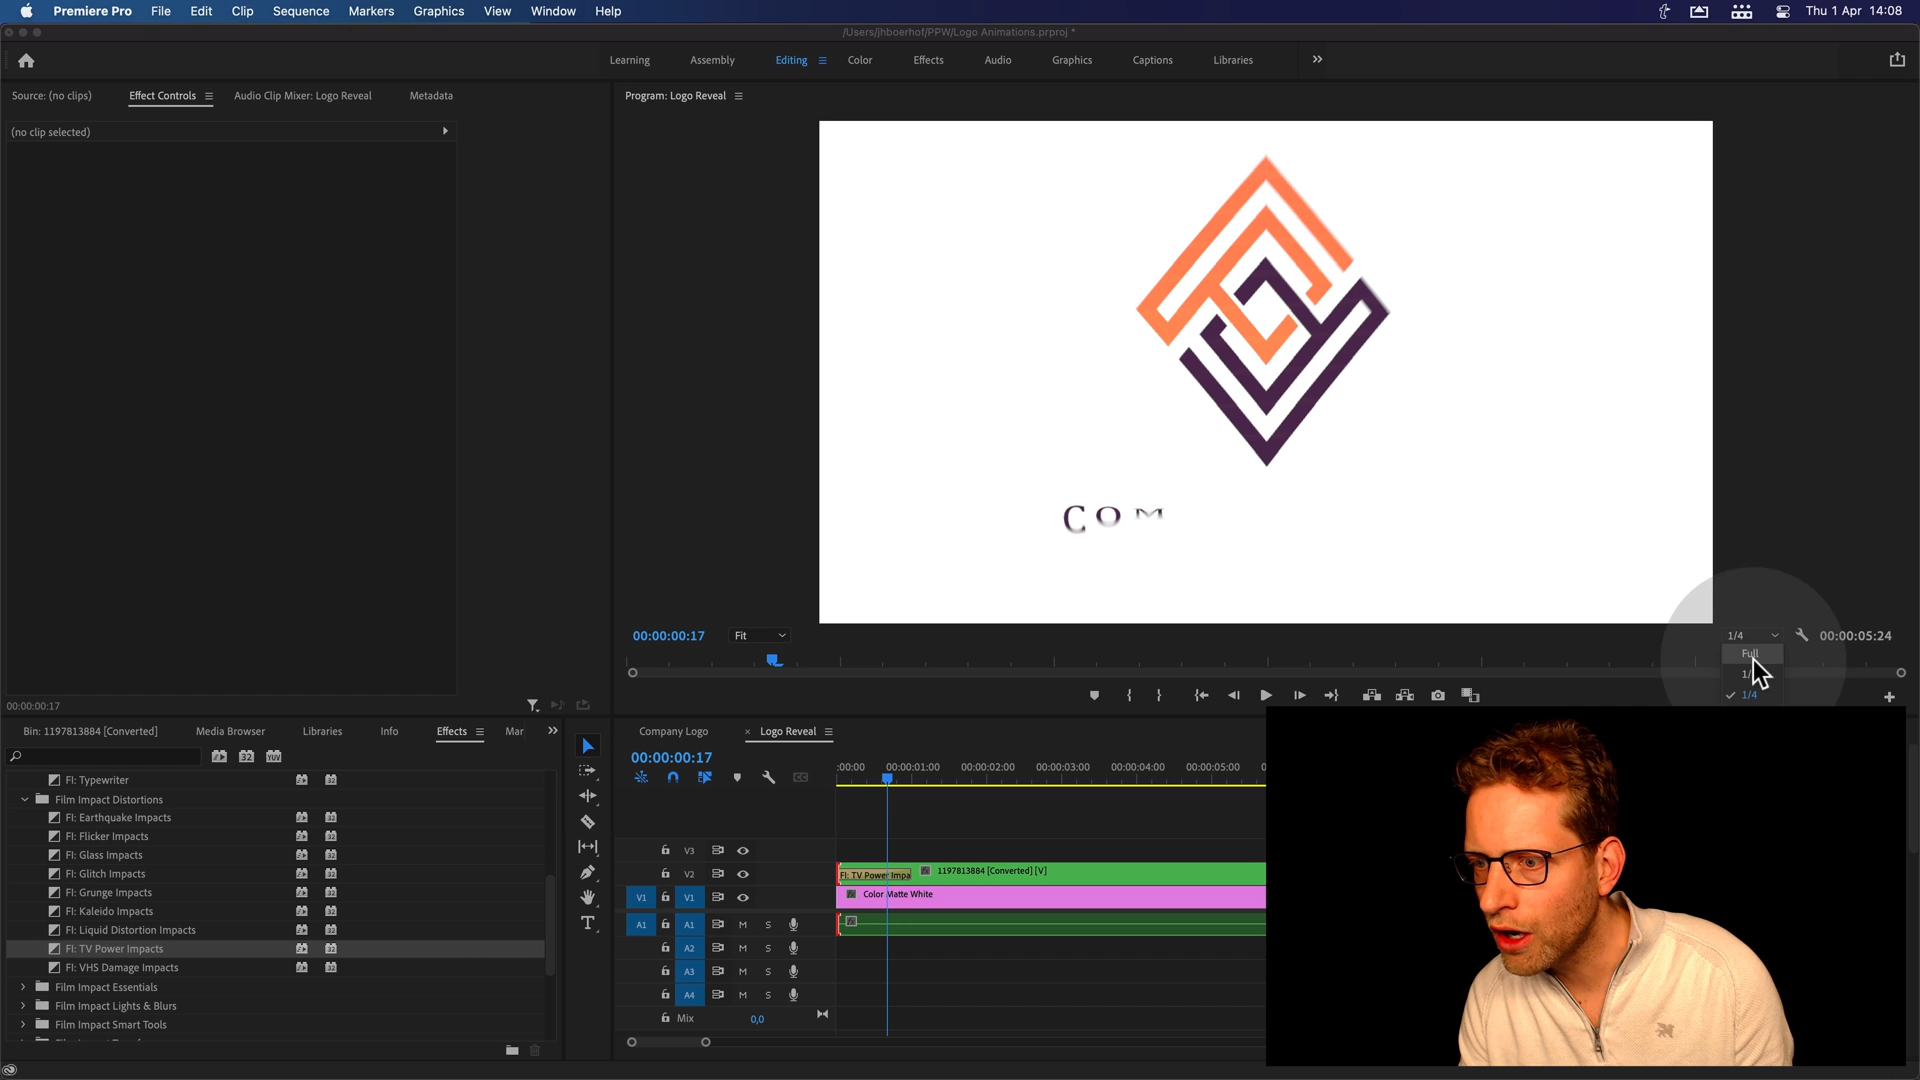 Premiere Pro File Edit Clip Sequence Markers Graphics View Window Help Thu 1 Apr 14:08
/Users/jhboerhof/PPW/Logo Animations.prproj *
Learning Assembly Editing Color Effects Audio Graphics Captions Libraries
Source: (no clips) Effect Controls Audio Clip Mixer: Logo Reveal Metadata Program: Logo Reveal
(no clip selected)
COM
00:00:00:17 Fit 1/4 00:00:05:24
Full
1/4
00:00:00:17
Bin: 1197813884 [Converted] Media Browser Libraries Info Effects Mar Company Logo × Logo Reveal
00:00:00:17
:00:00 00:00:01:00 00:00:02:00 00:00:03:00 00:00:04:00 00:00:05:00
FI: Typewriter
Film Impact Distortions
FI: Earthquake Impacts
FI: Flicker Impacts
FI: Glass Impacts
FI: Glitch Impacts
FI: Grunge Impacts
FI: Kaleido Impacts
FI: Liquid Distortion Impacts
FI: TV Power Impacts
FI: VHS Damage Impacts
Film Impact Essentials
Film Impact Lights & Blurs
Film Impact Smart Tools
V3
V2 FI: TV Power Impa 1197813884 [Converted] [V]
V1 V1 Color Matte White
A1 A1 M S
A2 M S
A3 M S
A4 M S
Mix 0,0